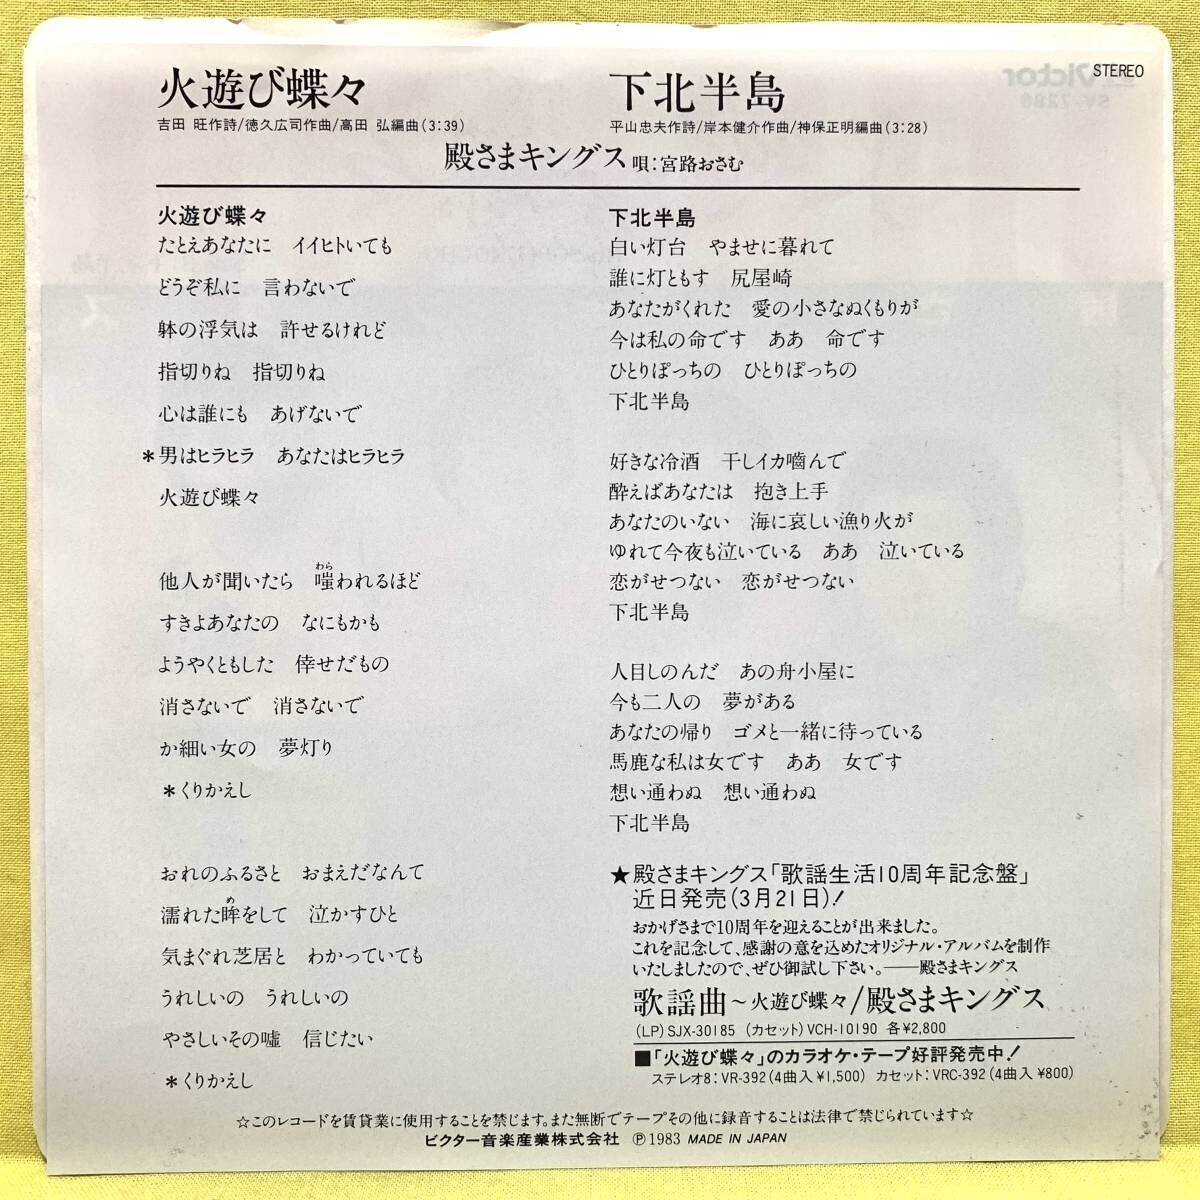 STEREO
火遊び蝶々
吉田 旺作詩/徳久広司作曲/高田 弘編曲(3:39)
下北半島
平山忠夫作詩/岸本健介作曲/神保正明編曲(3:28)
殿さまキングス 唄:宮路おさむ
火遊び蝶々
たとえあなたに イイヒトいても
どうぞ私に 言わないで
躰の浮気は 許せるけれど
指切りね 指切りね
心は誰にも あげないで
*男はヒラヒラ あなたはヒラヒラ
火遊び蝶々
他人が聞いたら 嗤われるほど
わら
すきよあなたの なにもかも
ようやくともした 倖せだもの
消さないで 消さないで
か細い女の 夢灯り
*くりかえし
おれのふるさと おまえだなんて
濡れた眸をして 泣かすひと
め
気まぐれ芝居と わかっていても
うれしいの うれしいの
やさしいその嘘 信じたい
*くりかえし
下北半島
白い灯台 やませに暮れて
誰に灯ともす 尻屋崎
あなたがくれた 愛の小さなぬくもりが
今は私の命です ああ 命です
ひとりぽっちの ひとりぽっちの
下北半島
好きな冷酒 干しイカ嚙んで
酔えばあなたは 抱き上手
あなたのいない 海に哀しい漁り火が
ゆれて今夜も泣いている ああ 泣いている
恋がせつない 恋がせつない
下北半島
人目しのんだ あの舟小屋に
今も二人の 夢がある
あなたの帰り ゴメと一緒に待っている
馬鹿な私は女です ああ 女です
想い通わぬ 想い通わぬ
下北半島
★殿さまキングス「歌謡生活10周年記念盤」
近日発売(3月21日)!
おかげさまで10周年を迎えることが出来ました。
これを記念して、感謝の意を込めたオリジナル・アルバムを制作
いたしましたので、ぜひ御試し下さい。——殿さまキングス
歌謡曲~火遊び蝶々/殿さまキングス
(LP)SJX-30185 (カセット)VCH-10190 各¥2,800
■「火遊び蝶々」のカラオケ・テープ好評発売中!
ステレオ8:VR-392(4曲入¥1,500) カセット:VRC-392(4曲入¥800)
☆このレコードを賃貸業に使用することを禁じます。また無断でテープその他に録音することは法律で禁じられています☆
ビクター音楽産業株式会社 Ⓟ1983 MADE IN JAPAN